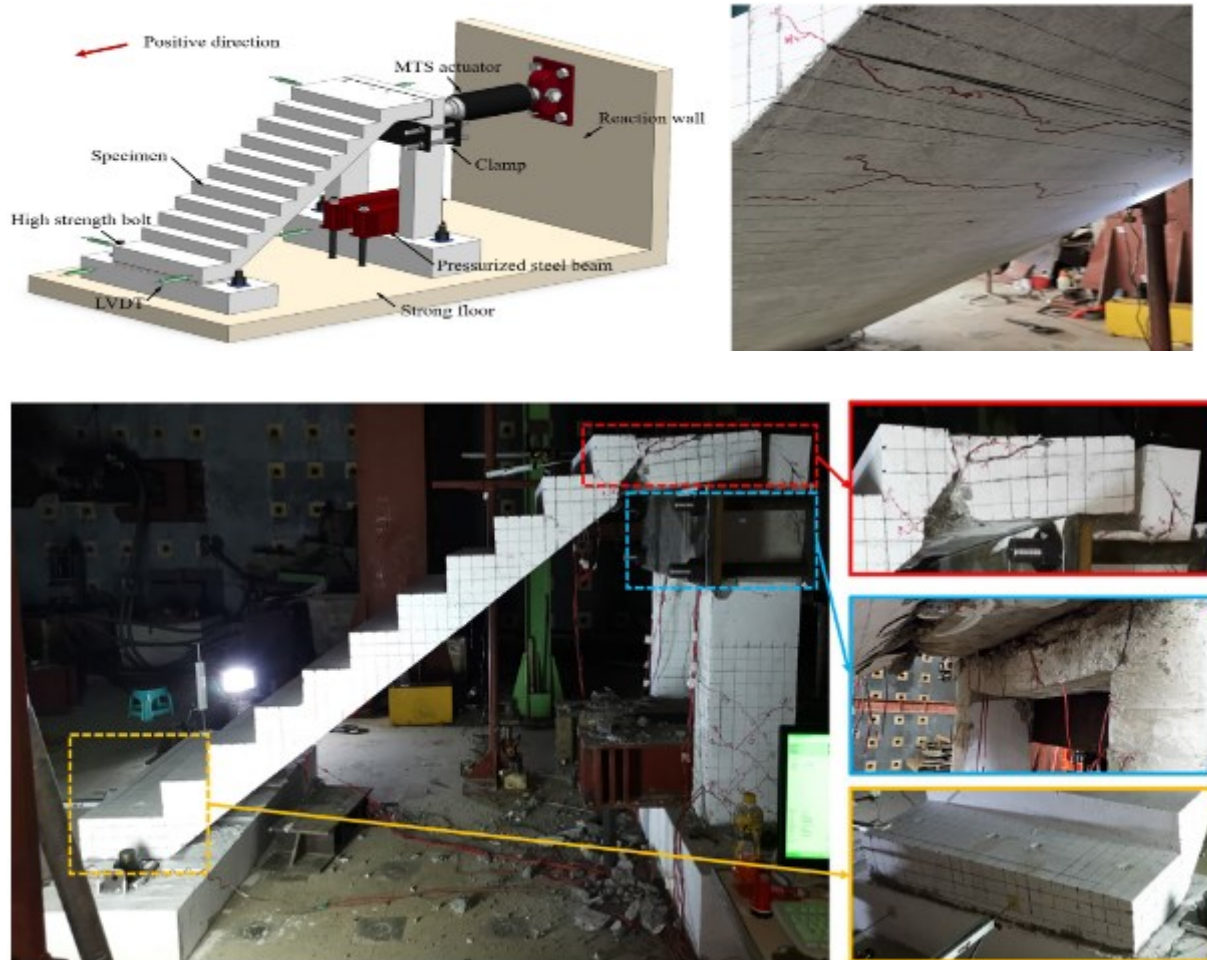 Positive direction
MTS actuator
Reaction wall
Specimen
Clamp
High strength bolt
Pressurized steel beam
LVDT
Strong floor